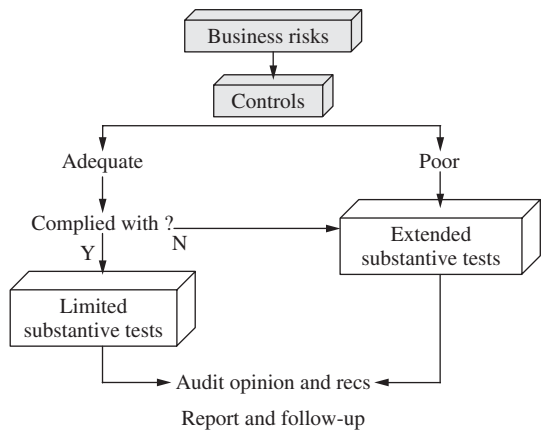 Business risks
Controls
Adequate
Poor
Complied with ?
Y
N
Extended
substantive tests
Limited
substantive tests
Audit opinion and recs
Report and follow-up